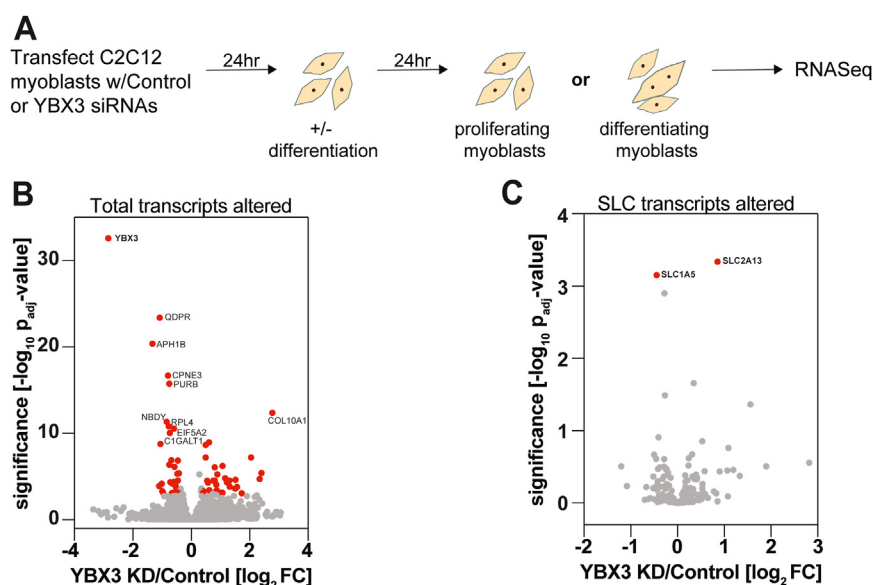 A
Transfect C2C12
myoblasts w/Control
or YBX3 siRNAs
24hr
+/-
differentiation
24hr
proliferating
myoblasts
or
differentiating
myoblasts
RNASeq
B
Total transcripts altered
significance [-log10 padj-value]
30
20
10
0
YBX3
QDPR
APH1B
CPNE3
PURB
NBDY
RPL4
EIF5A2
C1GALT1
COL10A1
-4
-2
0
2
4
YBX3 KD/Control [log2 FC]
C
SLC transcripts altered
significance [-log10 padj-value]
4
3
2
1
0
SLC2A13
SLC1A5
-2
-1
0
1
2
3
YBX3 KD/Control [log2 FC]